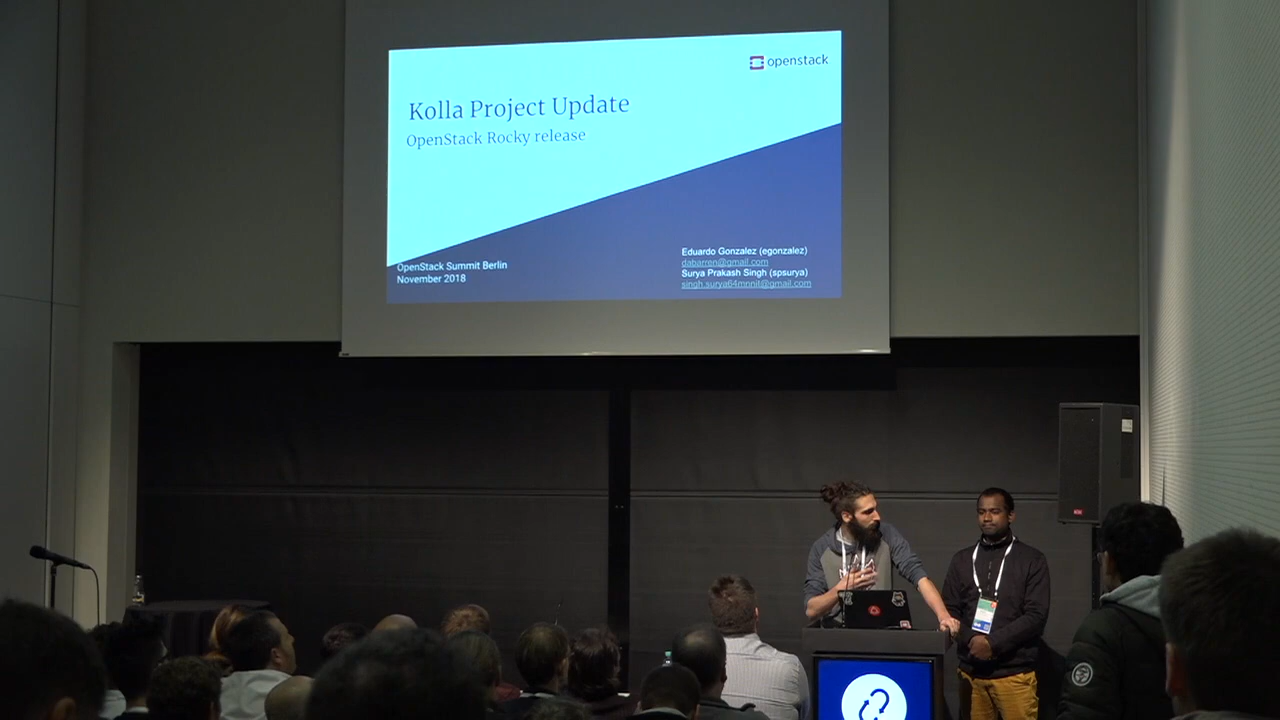 openstack
Kolla Project Update
OpenStack Rocky release
Eduardo Gonzalez (egonzalez)
dabarren@gmail.com
Surya Prakash Singh (spsurya)
singh.surya64mnnit@gmail.com
OpenStack Summit Berlin
November 2018